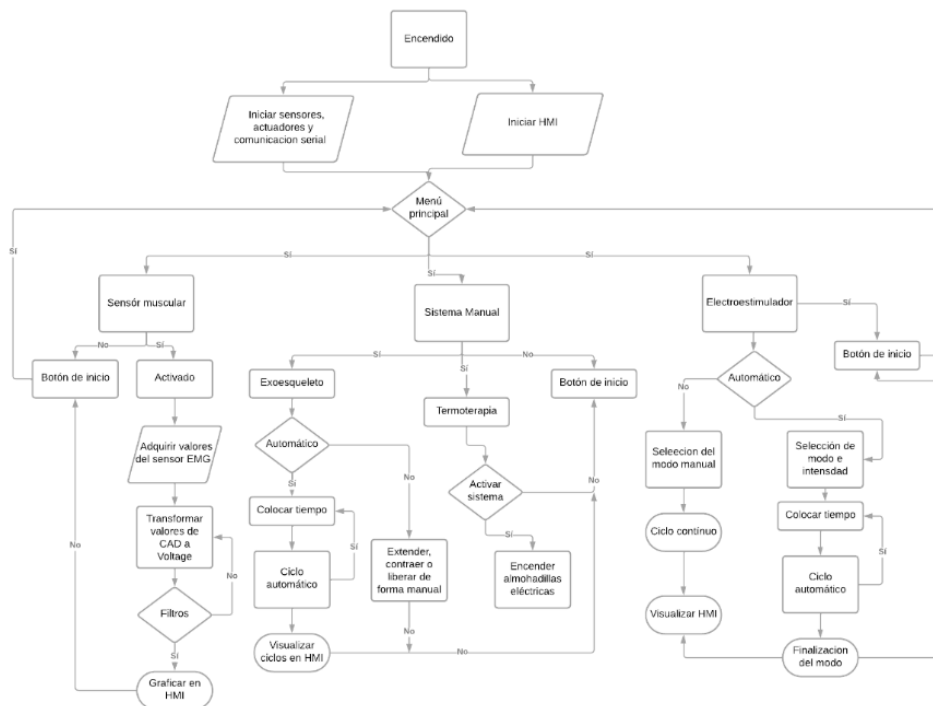 Encendido
Iniciar sensores,
actuadores y
comunicacion serial
Iniciar HMI
Menú
principal
Sí
Sí
Sí
Sí
Sensór muscular
Sistema Manual
Electroestimulador
Sí
No
Sí
Botón de inicio
Activado
Sí
Sí
No
Exoesqueleto
Termoterapia
Botón de inicio
Botón de inicio
Automático
No
Sí
Adquirir valores
del sensor EMG
Automático
No
Sí
Activar
sistema
No
Sí
Seleccion del
modo manual
Selección de
modo e
intensdad
Transformar
valores de
CAD a
Voltage
No
Colocar tiempo
Sí
Ciclo
automático
Extender,
contraer o
liberar de
forma manual
No
Encender
almohadillas
eléctricas
Ciclo contínuo
Colocar tiempo
Sí
Ciclo
automático
Filtros
Sí
No
Graficar en
HMI
Visualizar
ciclos en HMI
No
Visualizar HMI
Finalizacion
del modo